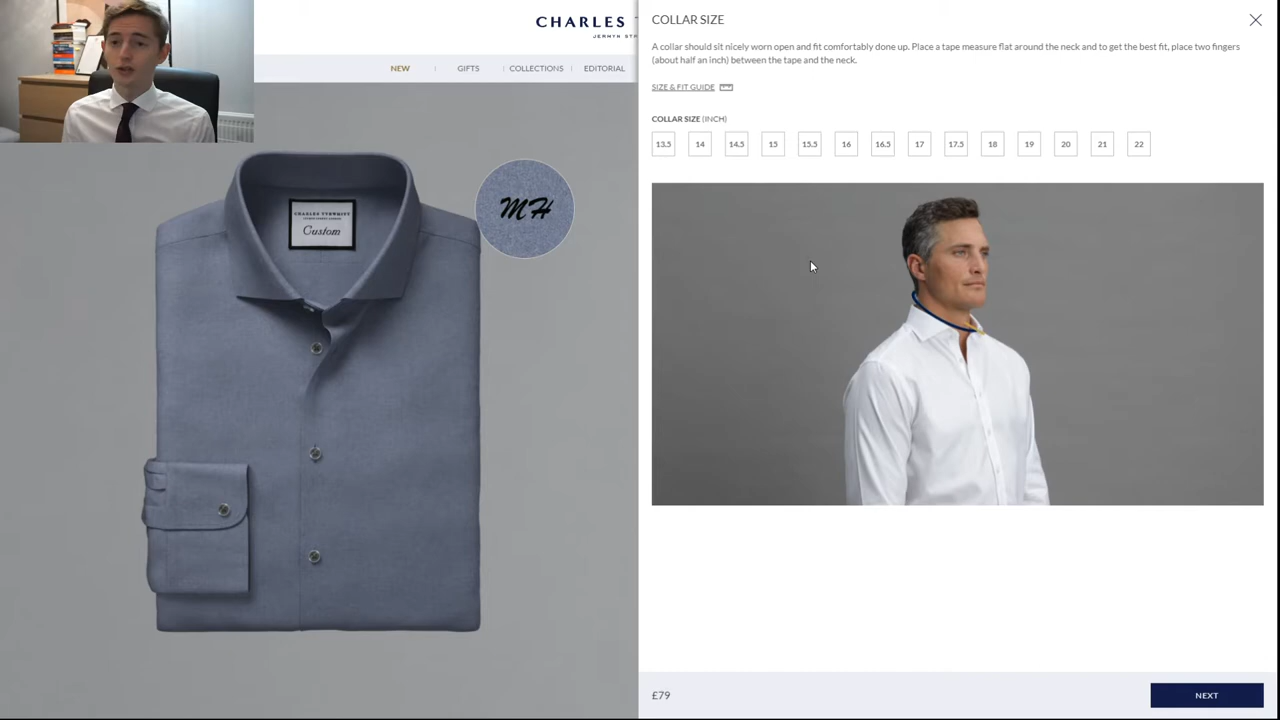 CHARLES
JERMYN STR
NEW
GIFTS
COLLECTIONS
EDITORIAL
CHARLES TYRWHITT
Custom
MH
COLLAR SIZE
A collar should sit nicely worn open and fit comfortably done up. Place a tape measure flat around the neck and to get the best fit, place two fingers
(about half an inch) between the tape and the neck.
SIZE & FIT GUIDE
COLLAR SIZE (INCH)
13.5 14 14.5 15 15.5 16 16.5 17 17.5 18 19 20 21 22
£79
NEXT